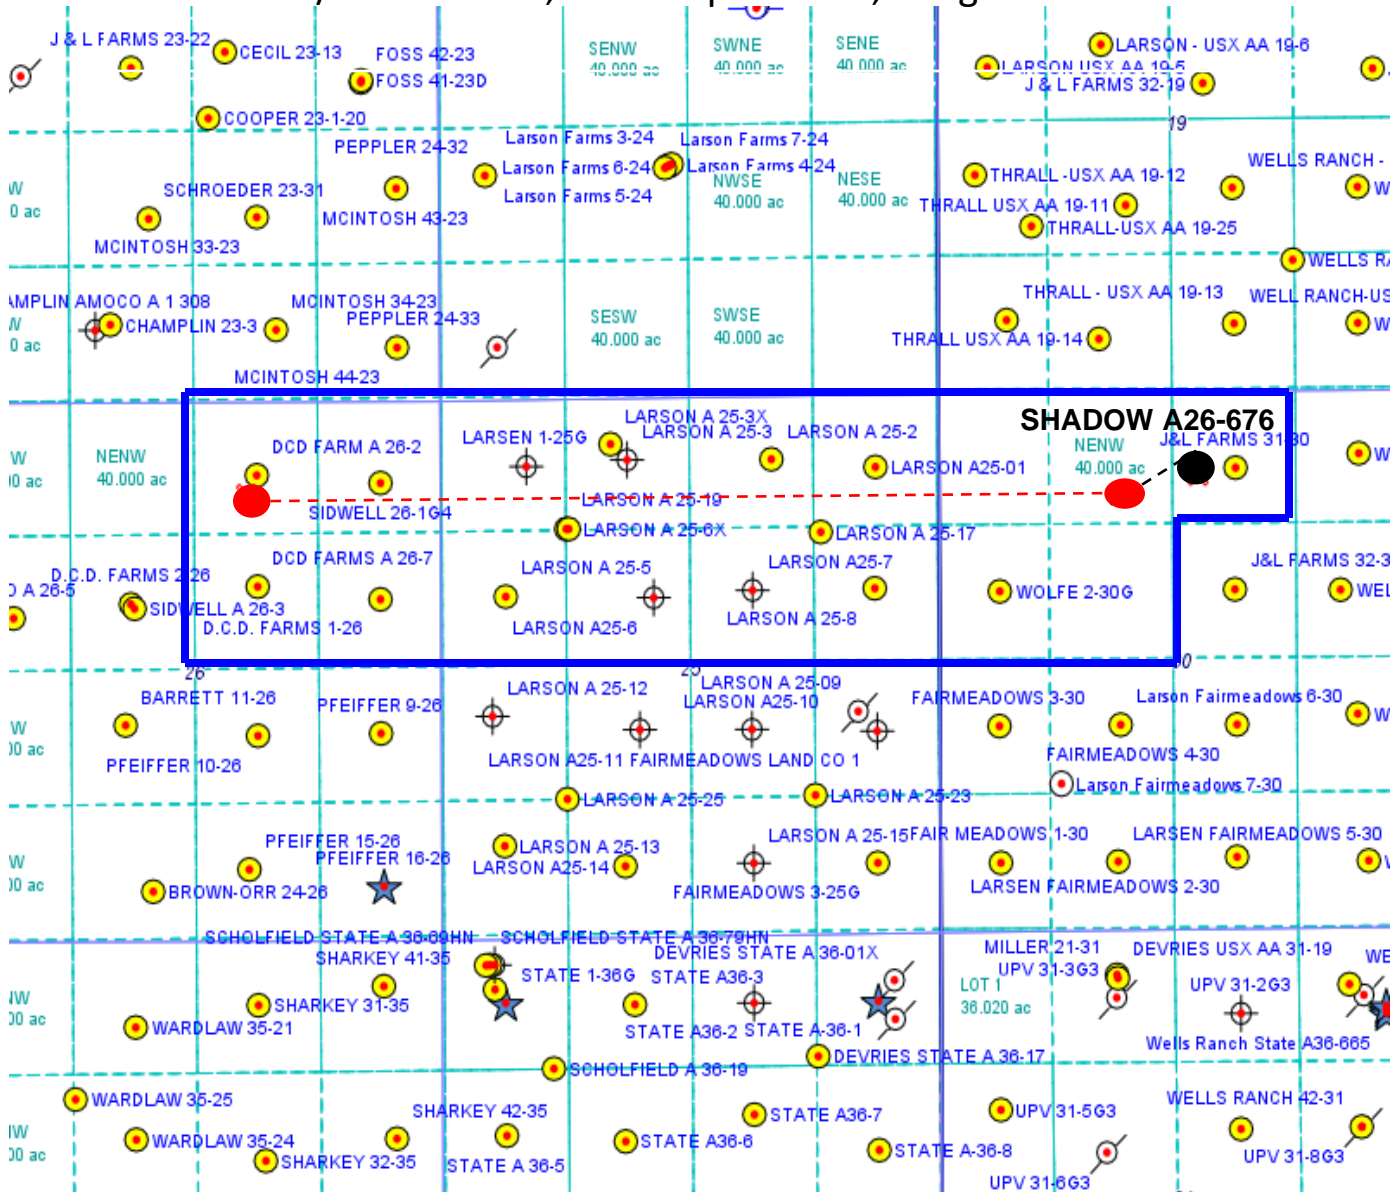 J & L FARMS 23-22
CECIL 23-13
FOSS 42-23
FOSS 41-23D
SENW
40.000 ac
SWNE
40.000 ac
SENE
40.000 ac
LARSON - USX AA 19-6
LARSON USX AA 19-5
J & L FARMS 32-19
COOPER 23-1-20
19
PEPPLER 24-32
Larson Farms 3-24
Larson Farms 7-24
Larson Farms 6-24
Larson Farms 4-24
Larson Farms 5-24
WELLS RANCH -
SCHROEDER 23-31
MCINTOSH 43-23
MCINTOSH 33-23
NWSE
40.000 ac
NESE
40.000 ac
THRALL -USX AA 19-12
THRALL USX AA 19-11
THRALL-USX AA 19-25
W
0 ac
WELLS RA
AMPLIN AMOCO A 1 308
CHAMPLIN 23-3
MCINTOSH 34-23
PEPPLER 24-33
MCINTOSH 44-23
SESW
40.000 ac
SWSE
40.000 ac
THRALL - USX AA 19-13
WELL RANCH-US
THRALL USX AA 19-14
W
0 ac
SHADOW A26-676
NENW
40.000 ac
DCD FARM A 26-2
LARSEN 1-25G
LARSON A 25-3X
LARSON A 25-3
LARSON A 25-2
LARSON A25-01
NENW
40.000 ac
J&L FARMS 31-30
SIDWELL 26-1G4
LARSON A 25-19
LARSON A 25-6X
LARSON A 25-17
DCD FARMS A 26-7
LARSON A 25-5
LARSON A25-7
J&L FARMS 32-3
D.C.D. FARMS 2-26
D A 26-5
SIDWELL A 26-3
D.C.D. FARMS 1-26
LARSON A25-6
LARSON A 25-8
WOLFE 2-30G
WEL
26
25
30
BARRETT 11-26
PFEIFFER 9-26
LARSON A 25-12
LARSON A 25-09
LARSON A25-10
FAIRMEADOWS 3-30
Larson Fairmeadows 6-30
W
00 ac
PFEIFFER 10-26
LARSON A25-11
FAIRMEADOWS LAND CO 1
FAIRMEADOWS 4-30
Larson Fairmeadows 7-30
LARSON A 25-25
LARSON A 25-23
PFEIFFER 15-26
PFEIFFER 16-26
LARSON A 25-13
LARSON A25-14
LARSON A 25-15
FAIR MEADOWS 1-30
LARSEN FAIRMEADOWS 5-30
BROWN-ORR 24-26
FAIRMEADOWS 3-25G
LARSEN FAIRMEADOWS 2-30
SCHOLFIELD STATE A 36-69HN
SCHOLFIELD STATE A 36-79HN
SHARKEY 41-35
DEVRIES STATE A 36-01X
MILLER 21-31
DEVRIES USX AA 31-19
WE
STATE 1-36G
STATE A36-3
UPV 31-3G3
UPV 31-2G3
NW
00 ac
SHARKEY 31-35
LOT 1
36.020 ac
WARDLAW 35-21
STATE A36-2
STATE A-36-1
Wells Ranch State A36-665
DEVRIES STATE A 36-17
SCHOLFIELD A 36-19
WARDLAW 35-25
SHARKEY 42-35
STATE A36-7
UPV 31-5G3
WELLS RANCH 42-31
WARDLAW 35-24
SHARKEY 32-35
STATE A 36-5
STATE A36-6
STATE A-36-8
UPV 31-8G3
UPV 31-6G3